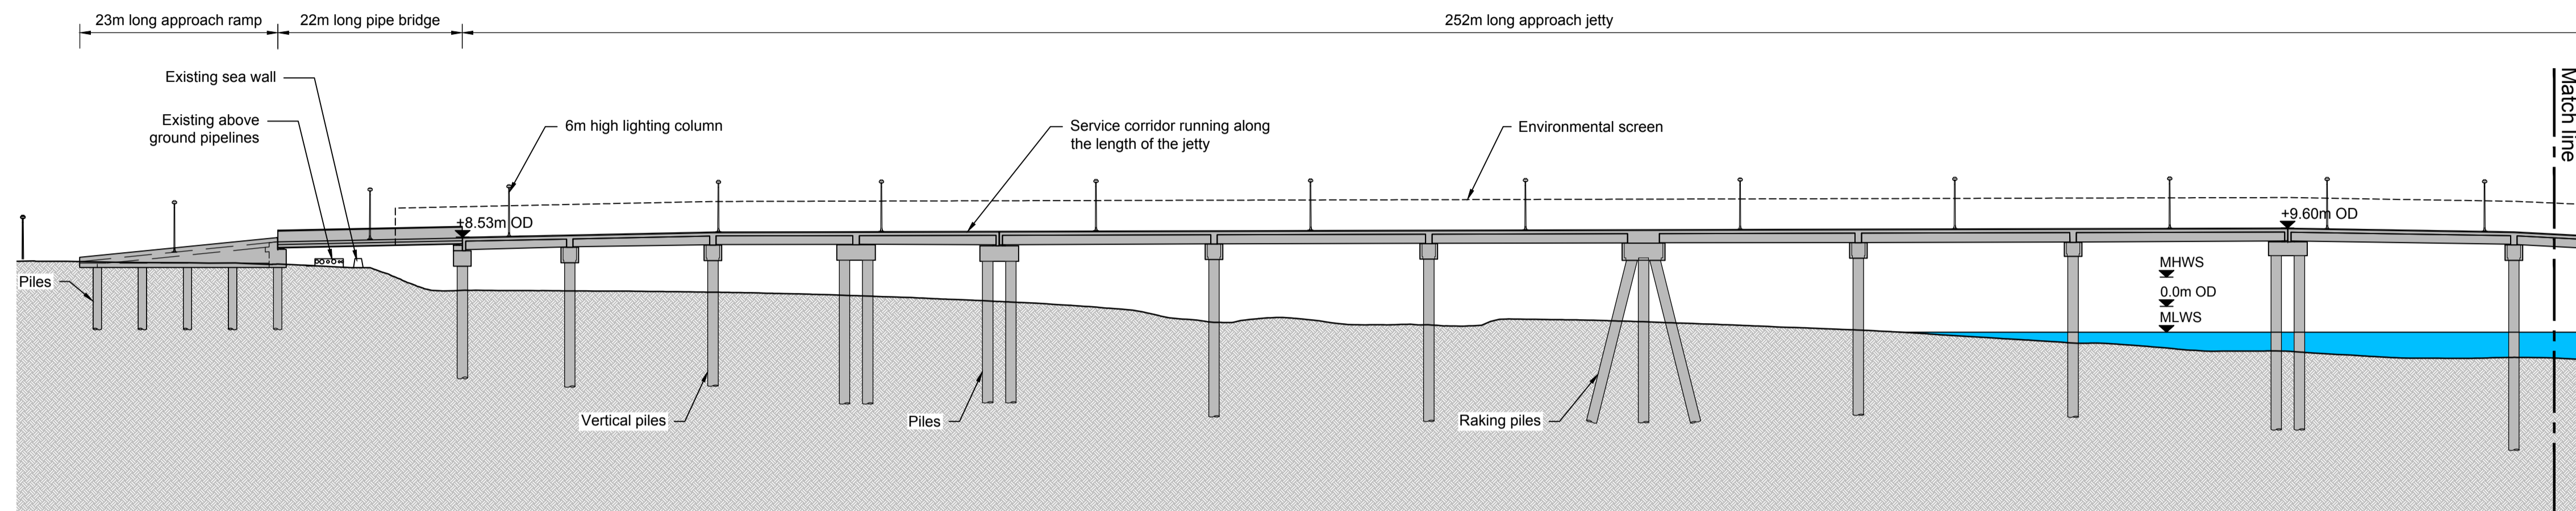 23m long approach ramp
22m long pipe bridge
252m long approach jetty
Existing sea wall
Existing above
ground pipelines
6m high lighting column
Service corridor running along
the length of the jetty
Environmental screen
Match line
+8.53m OD
+9.60m OD
MHWS
0.0m OD
MLWS
Piles
Vertical piles
Piles
Raking piles